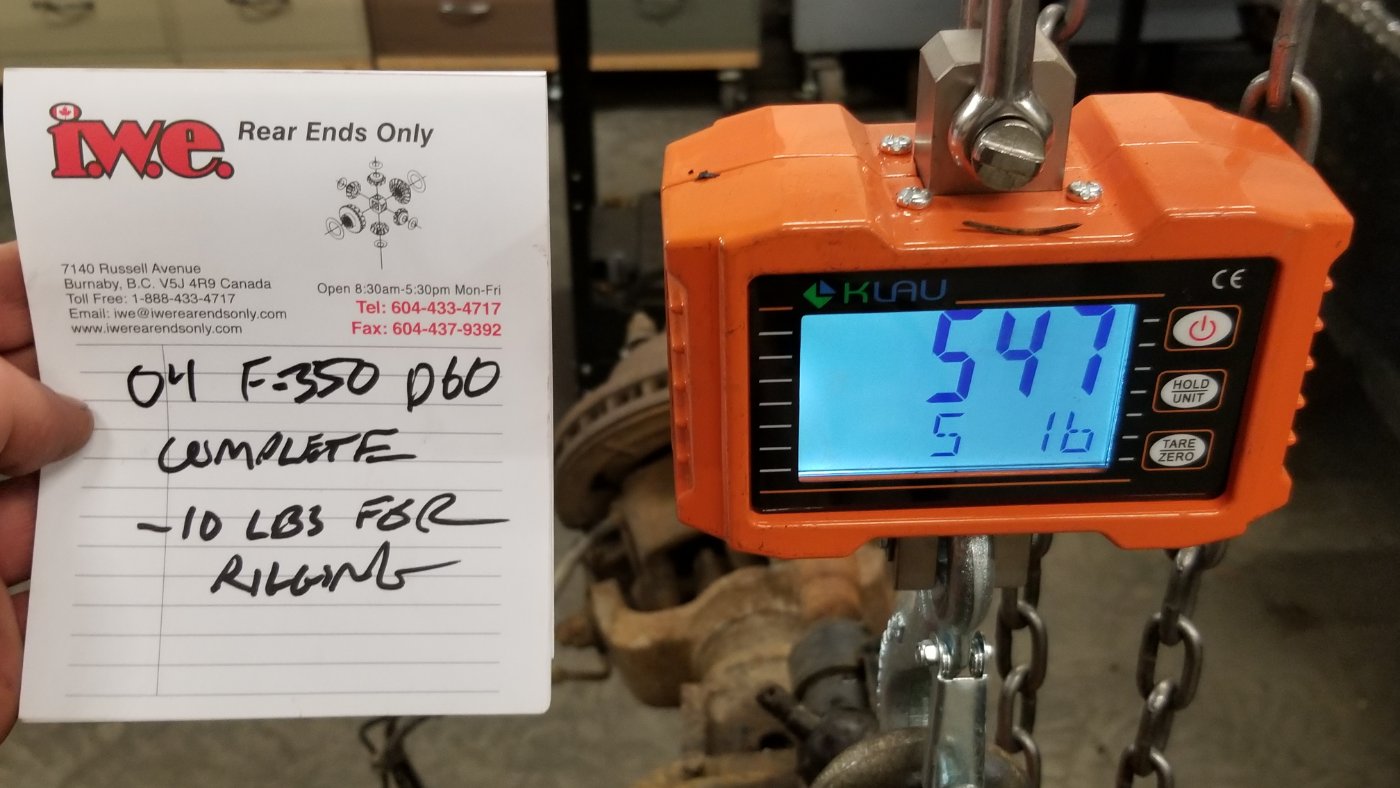 i.w.e. Rear Ends Only
7140 Russell Avenue
Burnaby, B.C. V5J 4R9 Canada
Toll Free: 1-888-433-4717
Email: iwe@iwerearendsonly.com
www.iwerearendsonly.com
Open 8:30am-5:30pm Mon-Fri
Tel: 604-433-4717
Fax: 604-437-9392
04 F-350 D60
COMPLETE
-10 LBS FOR
RIGGING
KLAU
CE
547
S lb
HOLD
UNIT
TARE
ZERO